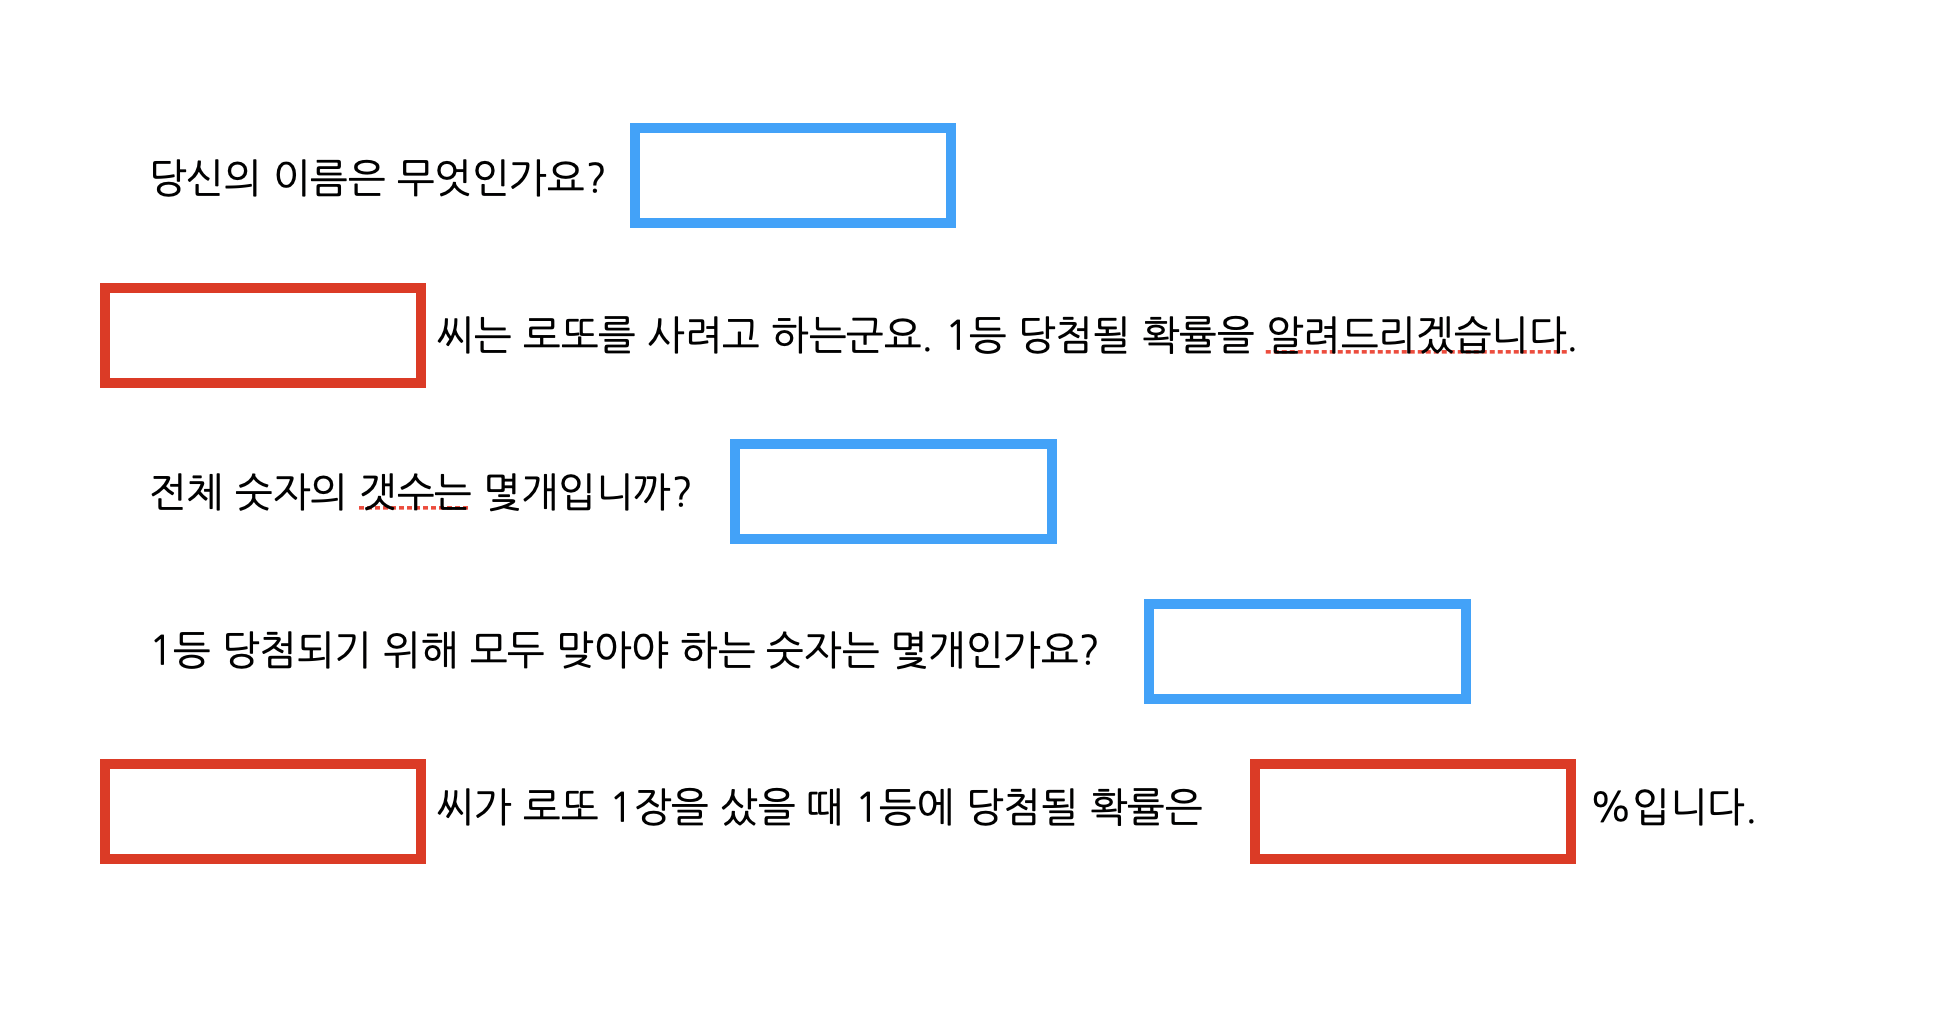 당신의 이름은 무엇인가요?
씨는 로또를 사려고 하는군요. 1등 당첨될 확률을 알려드리겠습니다.
전체 숫자의 갯수는 몇개입니까?
1등 당첨되기 위해 모두 맞아야 하는 숫자는 몇개인가요?
씨가 로또 1장을 샀을 때 1등에 당첨될 확률은 %입니다.